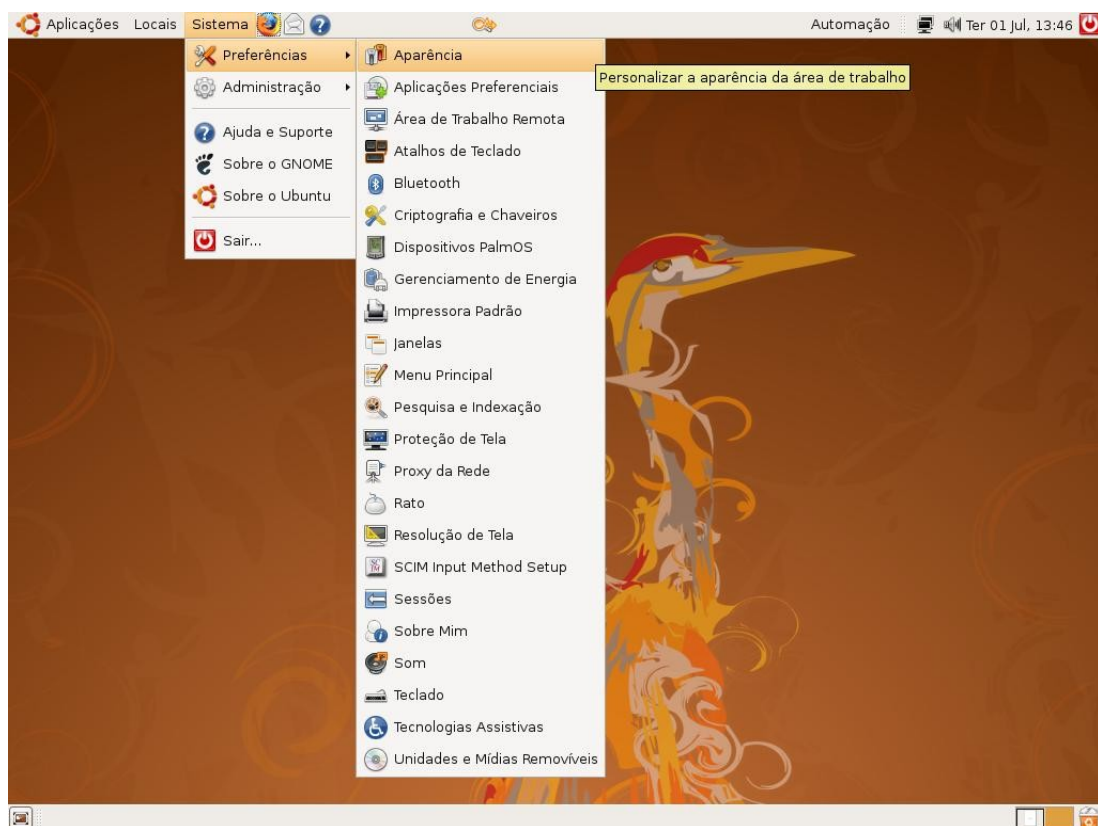 Aplicações Locais Sistema Automação Ter 01 Jul, 13:46
Preferências
Administração
Ajuda e Suporte
Sobre o GNOME
Sobre o Ubuntu
Sair...
Aparência
Personalizar a aparência da área de trabalho
Aplicações Preferenciais
Área de Trabalho Remota
Atalhos de Teclado
Bluetooth
Criptografia e Chaveiros
Dispositivos PalmOS
Gerenciamento de Energia
Impressora Padrão
Janelas
Menu Principal
Pesquisa e Indexação
Proteção de Tela
Proxy da Rede
Rato
Resolução de Tela
SCIM Input Method Setup
Sessões
Sobre Mim
Som
Teclado
Tecnologias Assistivas
Unidades e Mídias Removíveis